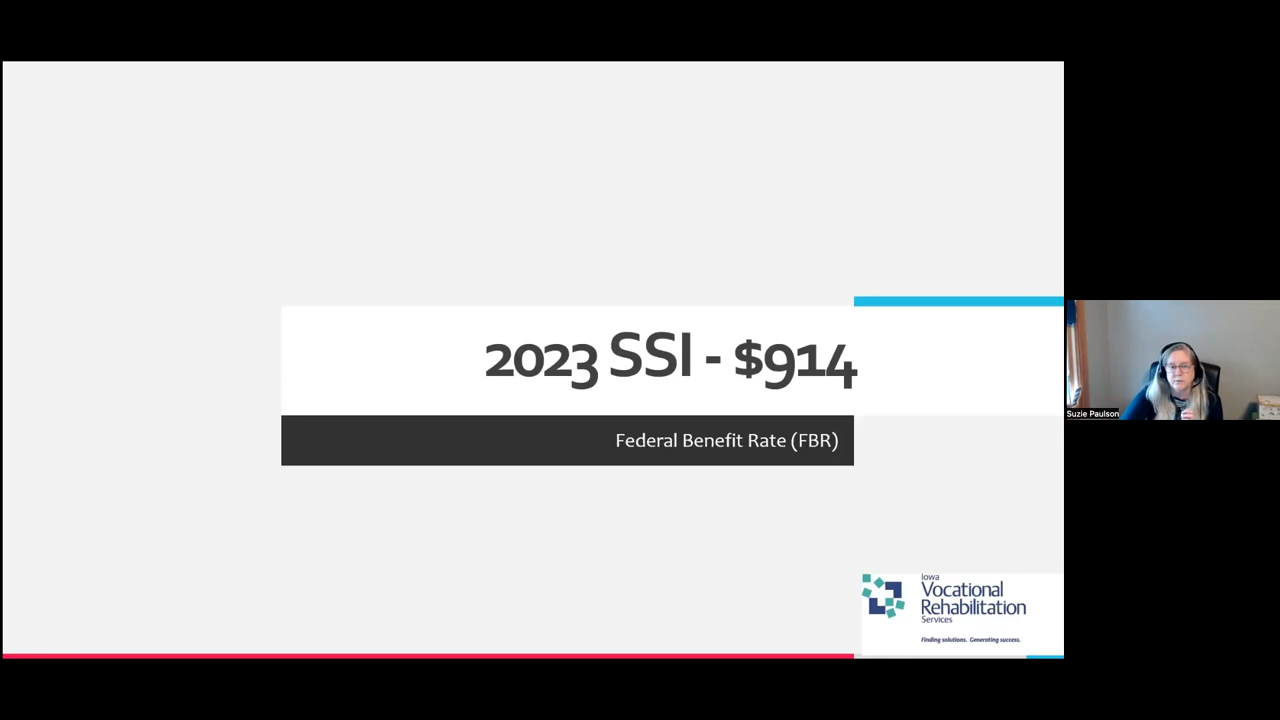 2023 SSI - $914
Federal Benefit Rate (FBR)
Suzie Paulson
Iowa
Vocational
Rehabilitation
Services
Finding solutions. Generating success.